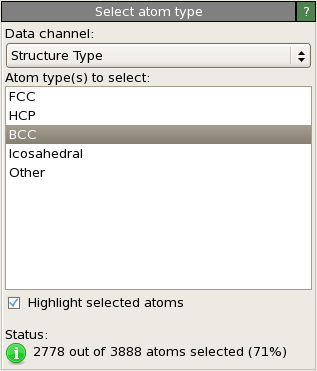 Select atom type ?
Data channel:
Structure Type
Atom type(s) to select:
FCC
HCP
BCC
Icosahedral
Other
Highlight selected atoms
Status:
2778 out of 3888 atoms selected (71%)